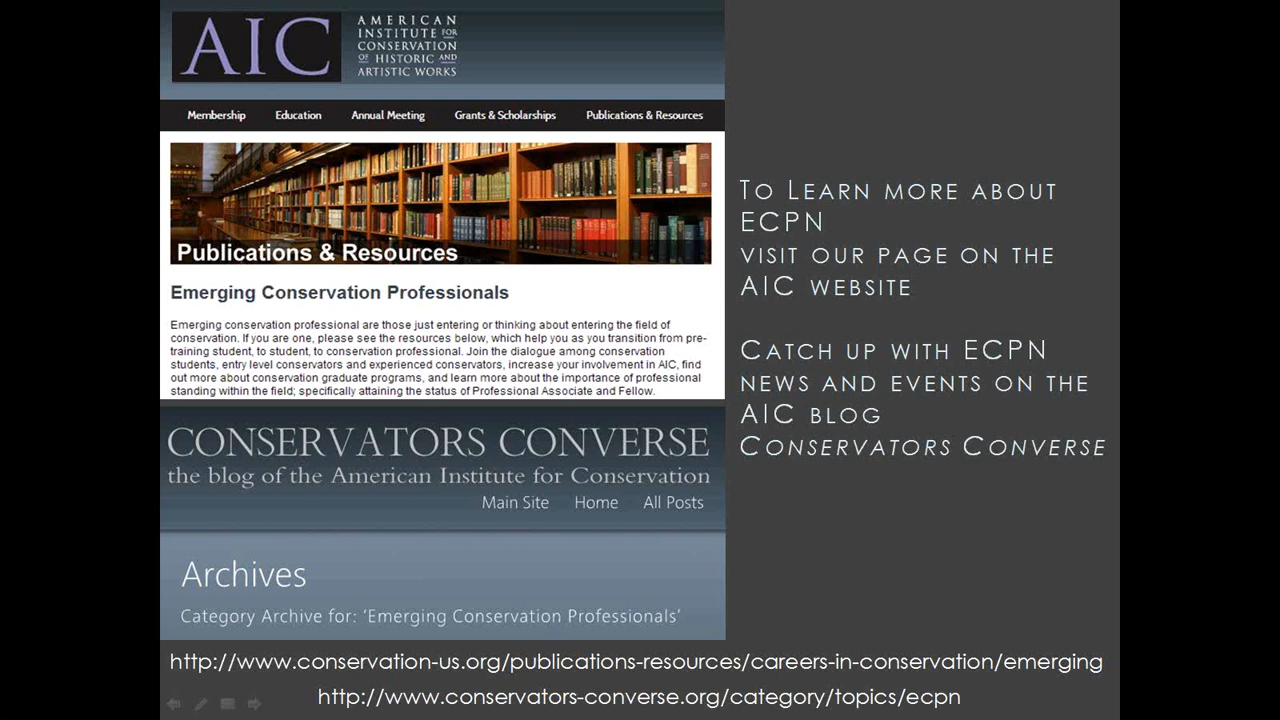 AIC
AMERICAN
INSTITUTE FOR
CONSERVATION
OF HISTORIC AND
ARTISTIC WORKS
Membership Education Annual Meeting Grants & Scholarships Publications & Resources
Publications & Resources
Emerging Conservation Professionals
Emerging conservation professional are those just entering or thinking about entering the field of
conservation. If you are one, please see the resources below, which help you as you transition from pre-
training student, to student, to conservation professional. Join the dialogue among conservation
students, entry level conservators and experienced conservators, increase your involvement in AIC, find
out more about conservation graduate programs, and learn more about the importance of professional
standing within the field; specifically attaining the status of Professional Associate and Fellow.
CONSERVATORS CONVERSE
the blog of the American Institute for Conservation
Main Site Home All Posts
Archives
Category Archive for: 'Emerging Conservation Professionals'
TO LEARN MORE ABOUT
ECPN
VISIT OUR PAGE ON THE
AIC WEBSITE
CATCH UP WITH ECPN
NEWS AND EVENTS ON THE
AIC BLOG
CONSERVATORS CONVERSE
http://www.conservation-us.org/publications-resources/careers-in-conservation/emerging
http://www.conservators-converse.org/category/topics/ecpn